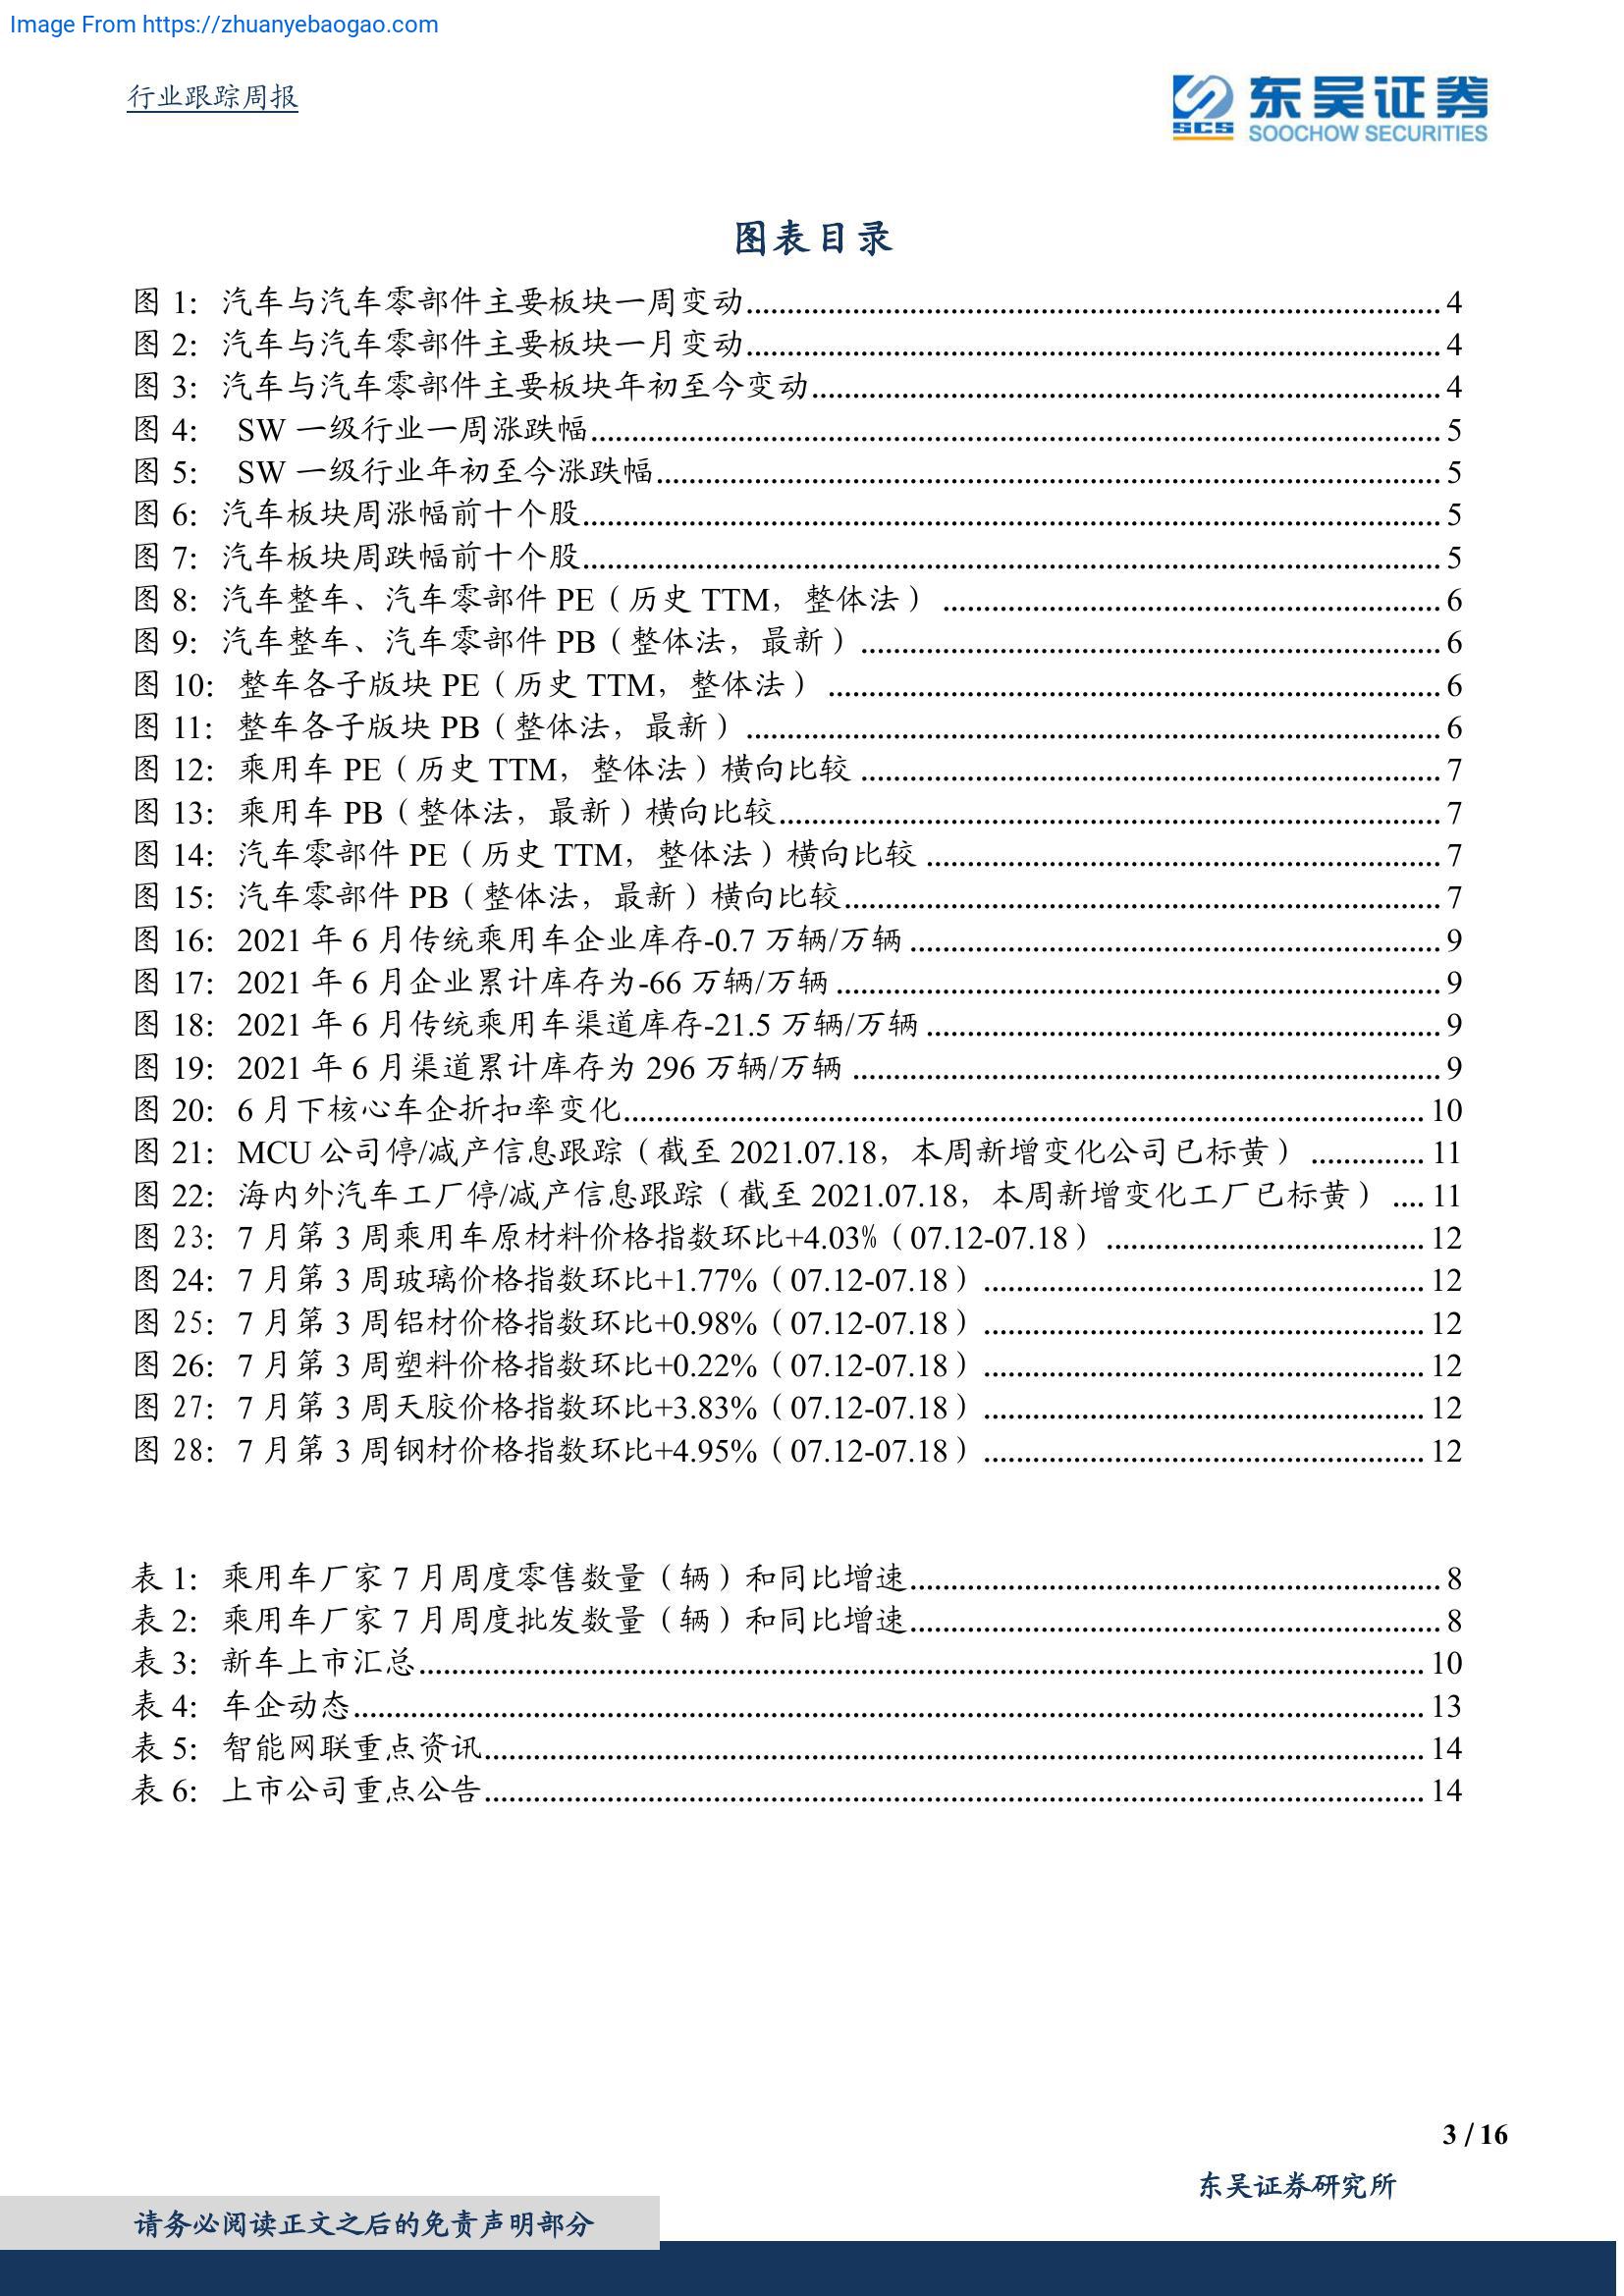 Image From https://zhuanyebaogao.com
行业跟踪周报
SCS
东吴证券
SOOCHOW SECURITIES
图表目录
图 1：汽车与汽车零部件主要板块一周变动 4
图 2：汽车与汽车零部件主要板块一月变动 4
图 3：汽车与汽车零部件主要板块年初至今变动 4
图 4： SW 一级行业一周涨跌幅 5
图 5： SW 一级行业年初至今涨跌幅 5
图 6：汽车板块周涨幅前十个股 5
图 7：汽车板块周跌幅前十个股 5
图 8：汽车整车、汽车零部件 PE（历史 TTM，整体法） 6
图 9：汽车整车、汽车零部件 PB（整体法，最新） 6
图 10：整车各子版块 PE（历史 TTM，整体法） 6
图 11：整车各子版块 PB（整体法，最新） 6
图 12：乘用车 PE（历史 TTM，整体法）横向比较 7
图 13：乘用车 PB（整体法，最新）横向比较 7
图 14：汽车零部件 PE（历史 TTM，整体法）横向比较 7
图 15：汽车零部件 PB（整体法，最新）横向比较 7
图 16：2021 年 6 月传统乘用车企业库存-0.7 万辆/万辆 9
图 17：2021 年 6 月企业累计库存为-66 万辆/万辆 9
图 18：2021 年 6 月传统乘用车渠道库存-21.5 万辆/万辆 9
图 19：2021 年 6 月渠道累计库存为 296 万辆/万辆 9
图 20：6 月下核心车企折扣率变化 10
图 21：MCU 公司停/减产信息跟踪（截至 2021.07.18，本周新增变化公司已标黄） 11
图 22：海内外汽车工厂停/减产信息跟踪（截至 2021.07.18，本周新增变化工厂已标黄） 11
图 23：7 月第 3 周乘用车原材料价格指数环比+4.03%（07.12-07.18） 12
图 24：7 月第 3 周玻璃价格指数环比+1.77%（07.12-07.18） 12
图 25：7 月第 3 周铝材价格指数环比+0.98%（07.12-07.18） 12
图 26：7 月第 3 周塑料价格指数环比+0.22%（07.12-07.18） 12
图 27：7 月第 3 周天胶价格指数环比+3.83%（07.12-07.18） 12
图 28：7 月第 3 周钢材价格指数环比+4.95%（07.12-07.18） 12
表 1：乘用车厂家 7 月周度零售数量（辆）和同比增速 8
表 2：乘用车厂家 7 月周度批发数量（辆）和同比增速 8
表 3：新车上市汇总 10
表 4：车企动态 13
表 5：智能网联重点资讯 14
表 6：上市公司重点公告 14
3 / 16
东吴证券研究所
请务必阅读正文之后的免责声明部分